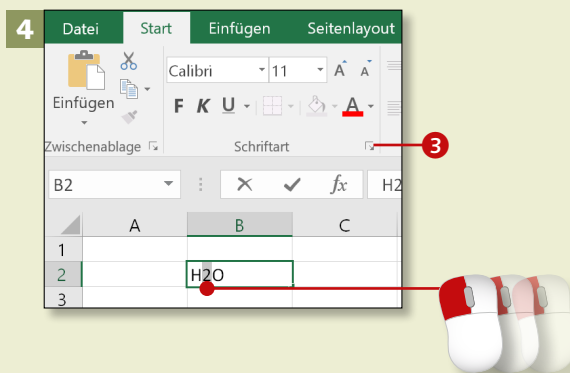 4
Datei Start Einfügen Seitenlayout
Calibri 11 A A
Einfügen
F K U A
Zwischenablage Schriftart
3
B2 fx H2
A B C
1
2 H2O
3